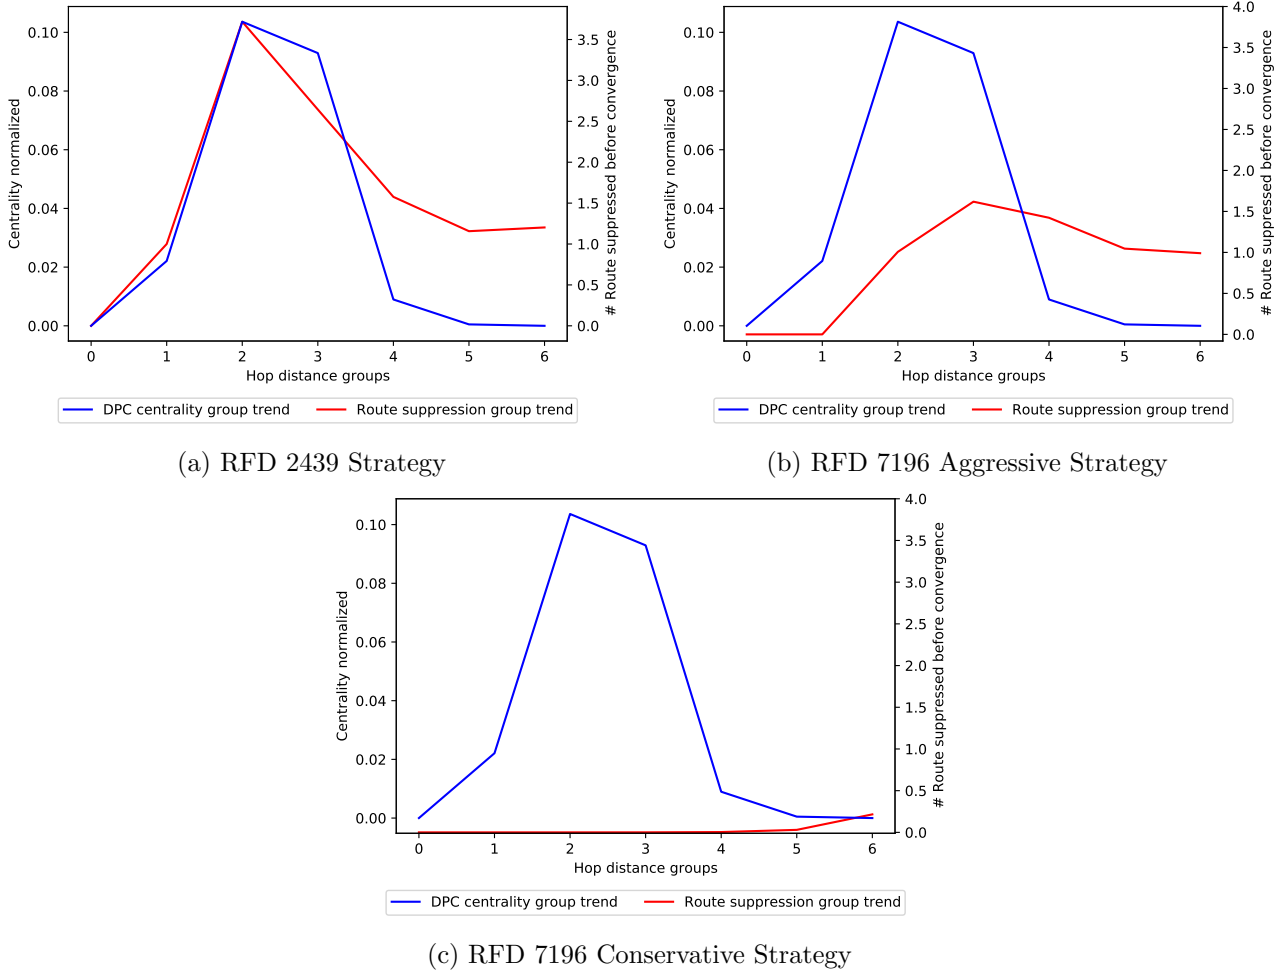 0.10
0.08
0.06
0.04
0.02
0.00
Centrality normalized
3.5
3.0
2.5
2.0
1.5
1.0
0.5
0.0
# Route suppressed before convergence
0 1 2 3 4 5 6
Hop distance groups
DPC centrality group trend Route suppression group trend
(a) RFD 2439 Strategy
0.10
0.08
0.06
0.04
0.02
0.00
Centrality normalized
4.0
3.5
3.0
2.5
2.0
1.5
1.0
0.5
0.0
# Route suppressed before convergence
0 1 2 3 4 5 6
Hop distance groups
DPC centrality group trend Route suppression group trend
(b) RFD 7196 Aggressive Strategy
0.10
0.08
0.06
0.04
0.02
0.00
Centrality normalized
4.0
3.5
3.0
2.5
2.0
1.5
1.0
0.5
0.0
# Route suppressed before convergence
0 1 2 3 4 5 6
Hop distance groups
DPC centrality group trend Route suppression group trend
(c) RFD 7196 Conservative Strategy